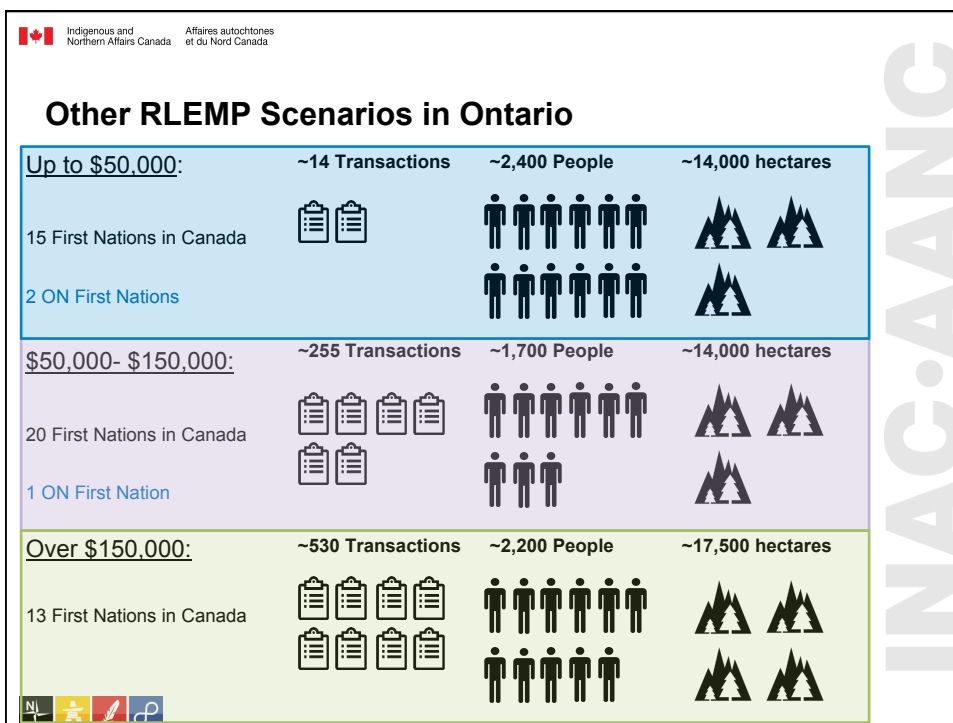 Indigenous and Northern Affairs Canada
Affaires autochtones et du Nord Canada
Other RLEMP Scenarios in Ontario
Up to $50,000:
~14 Transactions
~2,400 People
~14,000 hectares
15 First Nations in Canada
2 ON First Nations
$50,000- $150,000:
~255 Transactions
~1,700 People
~14,000 hectares
20 First Nations in Canada
1 ON First Nation
Over $150,000:
~530 Transactions
~2,200 People
~17,500 hectares
13 First Nations in Canada
N
INAC•AANC